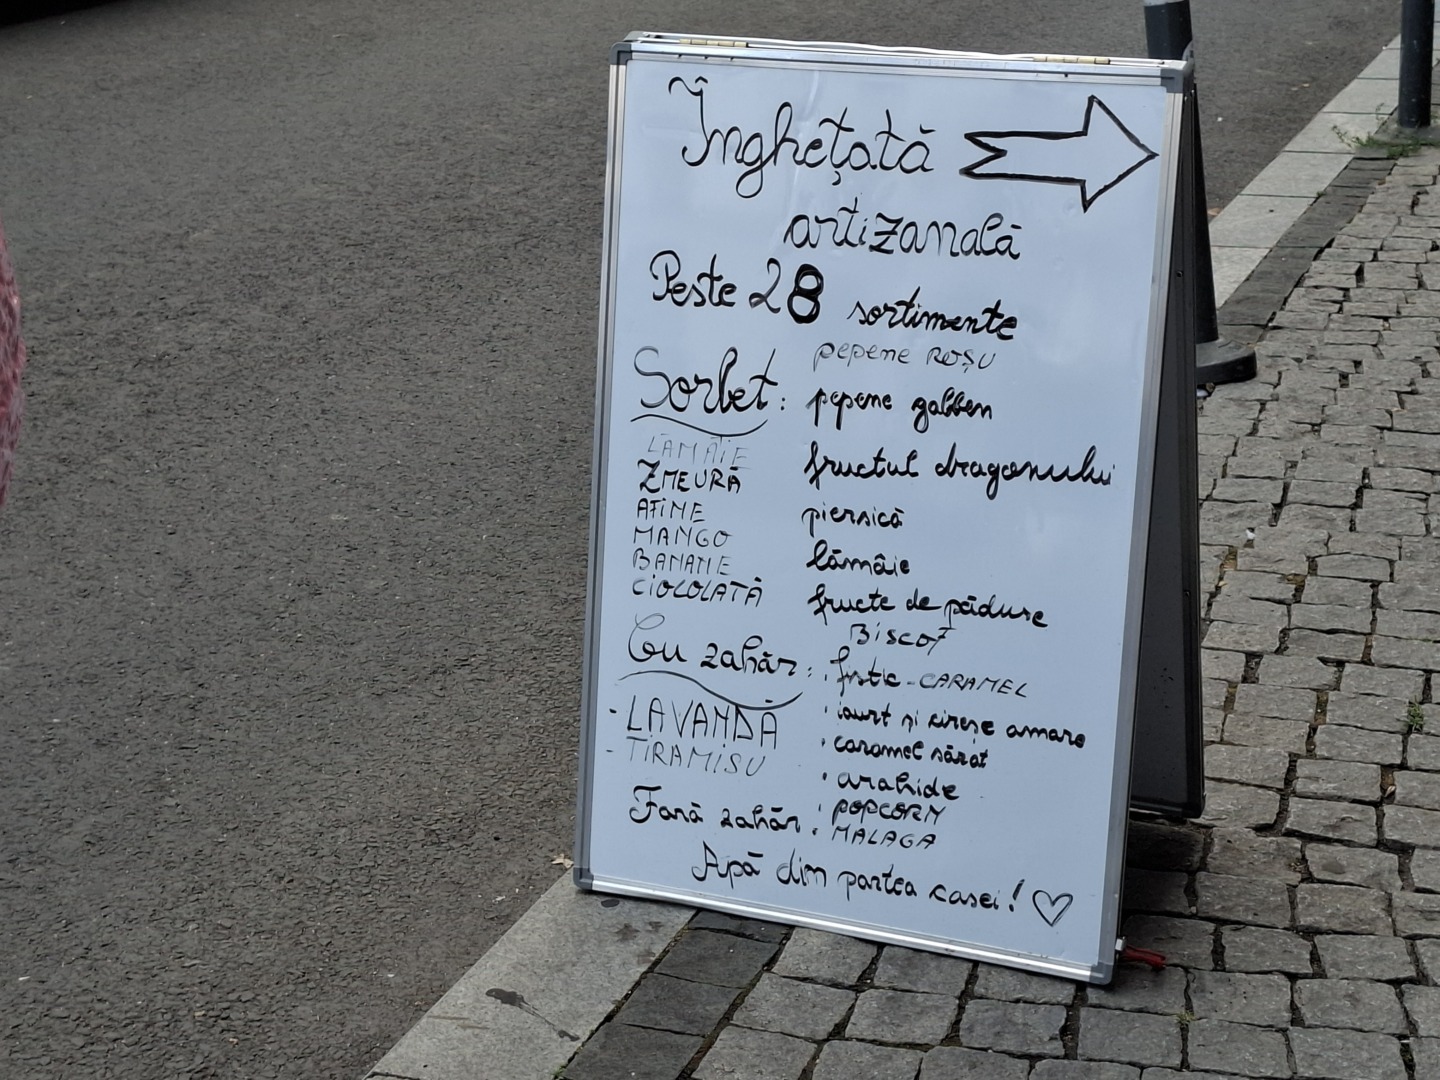 Înghețată
artizanală
Peste 28 sortimente
pepene ROȘU
Sorbet: pepene galben
LĂMÂIE
ZMEURĂ
AFINE
MANGO
BANANE
CIOCOLATĂ
fructul dragonului
piersică
lămâie
fructe de pădure
BISCOT
Cu zahăr: · fistic - CARAMEL
- LAVANDĂ
- TIRAMISU
· iaurt și cireșe amare
· caramel sărat
· arahide
· POPCORN
· MALAGA
Fără zahăr
Apă din partea casei! ♡